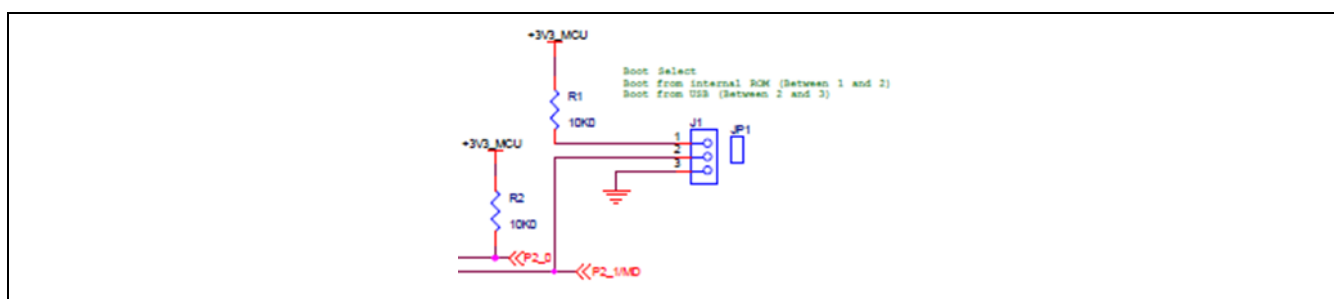 +3V3_MCU
Boot Select
Boot from internal ROM (Between 1 and 2)
Boot from USB (Between 2 and 3)
R1
10K0
J1
JP1
1
2
3
+3V3_MCU
R2
10K0
P2_0
P2_1/MD